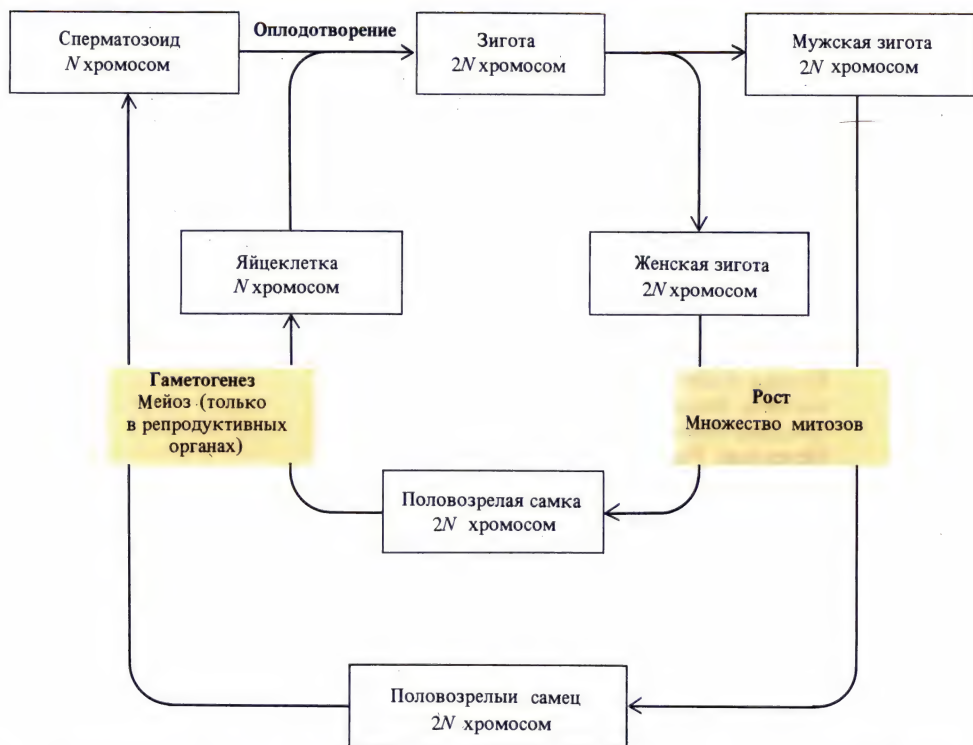 Сперматозоид
N хромосом
Оплодотворение
Зигота
2N хромосом
Мужская зигота
2N хромосом
Яйцеклетка
N хромосом
Женская зигота
2N хромосом
Гаметогенез
Мейоз (только
в репродуктивных
органах)
Рост
Множество митозов
Половозрелая самка
2N хромосом
Половозрелый самец
2N хромосом